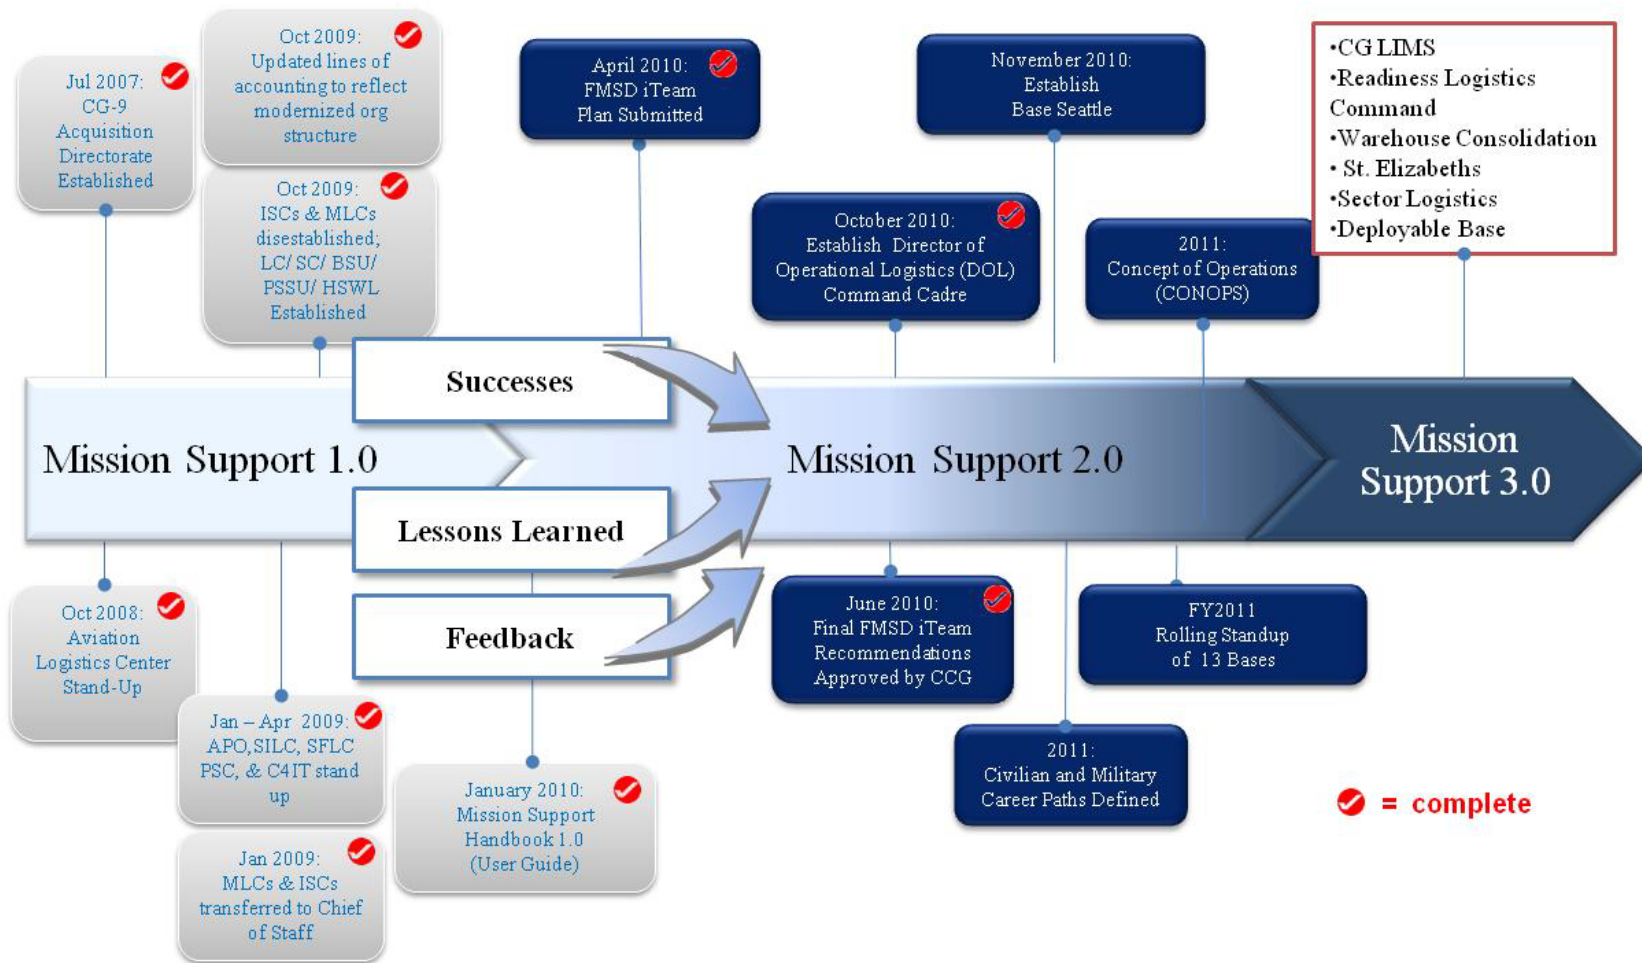 Jul 2007:
CG-9
Acquisition
Directorate
Established
Oct 2009:
Updated lines of
accounting to reflect
modernized org
structure
Oct 2009:
ISCs & MLCs
disestablished;
LC/ SC/ BSU/
PSSU/ HSWL
Established
April 2010:
FMSD iTeam
Plan Submitted
October 2010:
Establish Director of
Operational Logistics (DOL)
Command Cadre
November 2010:
Establish
Base Seattle
2011:
Concept of Operations
(CONOPS)
•CG LIMS
•Readiness Logistics
Command
•Warehouse Consolidation
• St. Elizabeths
•Sector Logistics
•Deployable Base
Mission Support 1.0
Successes
Lessons Learned
Feedback
Mission Support 2.0
Mission
Support 3.0
Oct 2008:
Aviation
Logistics Center
Stand-Up
Jan – Apr 2009:
APO,SILC, SFLC
PSC, & C4IT stand
up
Jan 2009:
MLCs & ISCs
transferred to Chief
of Staff
January 2010:
Mission Support
Handbook 1.0
(User Guide)
June 2010:
Final FMSD iTeam
Recommendations
Approved by CCG
2011:
Civilian and Military
Career Paths Defined
FY2011
Rolling Standup
of 13 Bases
= complete